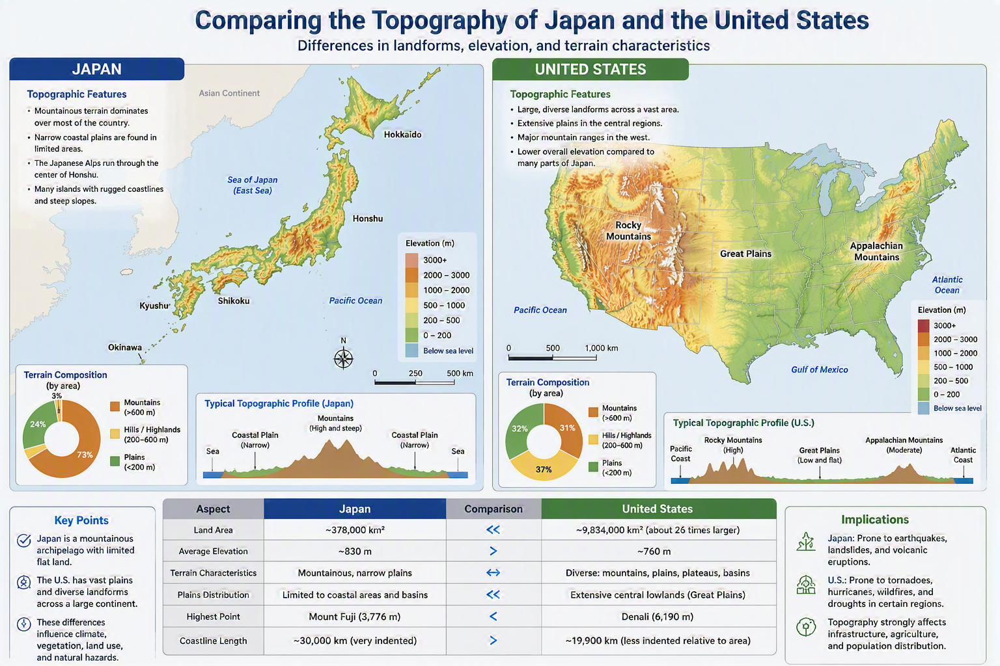 Comparing the Topography of Japan and the United States
Differences in landforms, elevation, and terrain characteristics
JAPAN
Topographic Features
• Mountainous terrain dominates
over most of the country.
• Narrow coastal plains are found in
limited areas.
• The Japanese Alps run through the
center of Honshu.
• Many islands with rugged coastlines
and steep slopes.
Asian Continent
Hokkaido
Sea of Japan
(East Sea)
Honshu
Kyushu
Shikoku
Pacific Ocean
Okinawa
N
Elevation (m)
3000+
2000 – 3000
1000 – 2000
500 – 1000
200 – 500
0 – 200
Below sea level
0 250 500 km
Terrain Composition
(by area)
3%
24%
73%
Mountains
(>600 m)
Hills / Highlands
(200–600 m)
Plains
(<200 m)
Typical Topographic Profile (Japan)
Mountains
(High and steep)
Coastal Plain
(Narrow)
Coastal Plain
(Narrow)
Sea
Sea
UNITED STATES
Topographic Features
• Large, diverse landforms across a vast area.
• Extensive plains in the central regions.
• Major mountain ranges in the west.
• Lower overall elevation compared to
many parts of Japan.
Rocky
Mountains
Great Plains
Appalachian
Mountains
Atlantic
Ocean
Pacific Ocean
Gulf of Mexico
0 500 1,000 km
Elevation (m)
3000+
2000 – 3000
1000 – 2000
500 – 1000
200 – 500
0 – 200
Below sea level
Terrain Composition
(by area)
32%
31%
37%
Mountains
(>600 m)
Hills / Highlands
(200–600 m)
Plains
(<200 m)
Typical Topographic Profile (U.S.)
Pacific
Coast
Rocky Mountains
(High)
Great Plains
(Low and flat)
Appalachian Mountains
(Moderate)
Atlantic
Coast
Key Points
Japan is a mountainous
archipelago with limited
flat land.
The U.S. has vast plains
and diverse landforms
across a large continent.
These differences
influence climate,
vegetation, land use,
and natural hazards.
Aspect Japan Comparison United States
Land Area ~378,000 km² << ~9,834,000 km² (about 26 times larger)
Average Elevation ~830 m > ~760 m
Terrain Characteristics Mountainous, narrow plains ↔ Diverse: mountains, plains, plateaus, basins
Plains Distribution Limited to coastal areas and basins << Extensive central lowlands (Great Plains)
Highest Point Mount Fuji (3,776 m) < Denali (6,190 m)
Coastline Length ~30,000 km (very indented) > ~19,900 km (less indented relative to area)
Implications
Japan: Prone to earthquakes,
landslides, and volcanic
eruptions.
U.S.: Prone to tornadoes,
hurricanes, wildfires, and
droughts in certain regions.
Topography strongly affects
infrastructure, agriculture,
and population distribution.